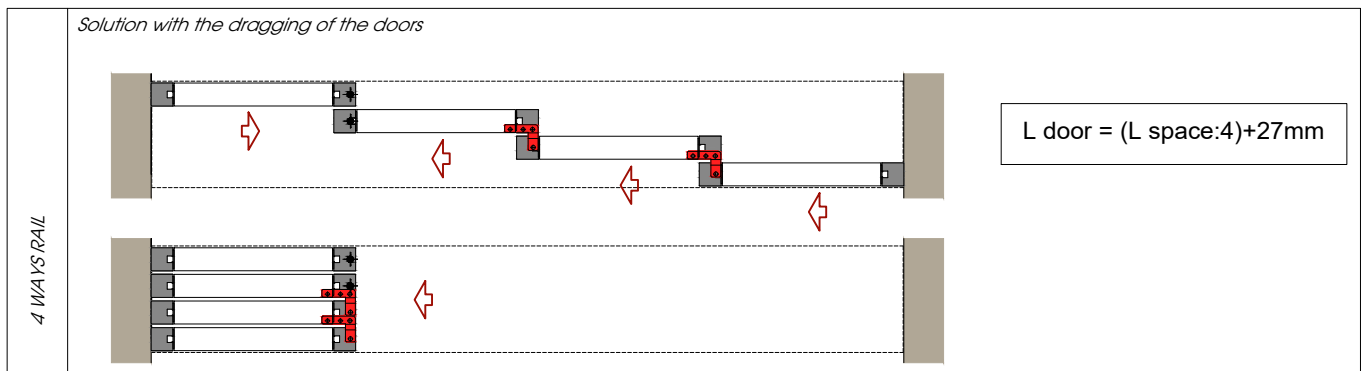 Solution with the dragging of the doors
L door = (L space:4)+27mm
4 WAYS RAIL